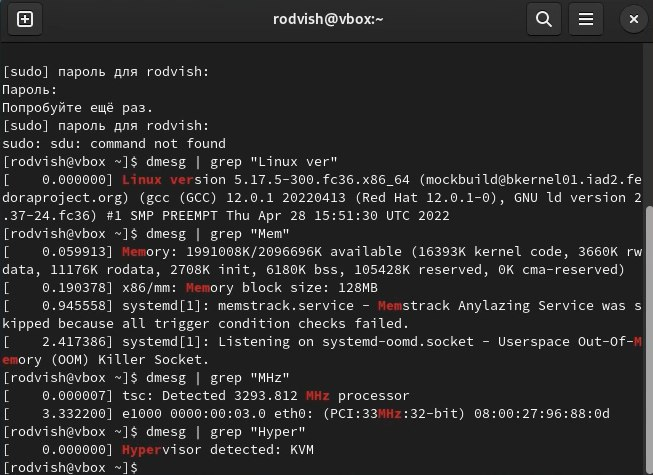 rodvish@vbox:~
[sudo] пароль для rodvish:
Пароль:
Попробуйте ещё раз.
[sudo] пароль для rodvish:
sudo: sdu: command not found
[rodvish@vbox ~]$ dmesg | grep "Linux ver"
[    0.000000] Linux version 5.17.5-300.fc36.x86_64 (mockbuild@bkernel01.iad2.fe
doraproject.org) (gcc (GCC) 12.0.1 20220413 (Red Hat 12.0.1-0), GNU ld version 2
.37-24.fc36) #1 SMP PREEMPT Thu Apr 28 15:51:30 UTC 2022
[rodvish@vbox ~]$ dmesg | grep "Mem"
[    0.059913] Memory: 1991008K/2096696K available (16393K kernel code, 3660K rw
data, 11176K rodata, 2708K init, 6180K bss, 105428K reserved, 0K cma-reserved)
[    0.190378] x86/mm: Memory block size: 128MB
[    0.945558] systemd[1]: memstrack.service - Memstrack Anylazing Service was s
kipped because all trigger condition checks failed.
[    2.417386] systemd[1]: Listening on systemd-oomd.socket - Userspace Out-Of-M
emory (OOM) Killer Socket.
[rodvish@vbox ~]$ dmesg | grep "MHz"
[    0.000007] tsc: Detected 3293.812 MHz processor
[    3.332200] e1000 0000:00:03.0 eth0: (PCI:33MHz:32-bit) 08:00:27:96:88:0d
[rodvish@vbox ~]$ dmesg | grep "Hyper"
[    0.000000] Hypervisor detected: KVM
[rodvish@vbox ~]$